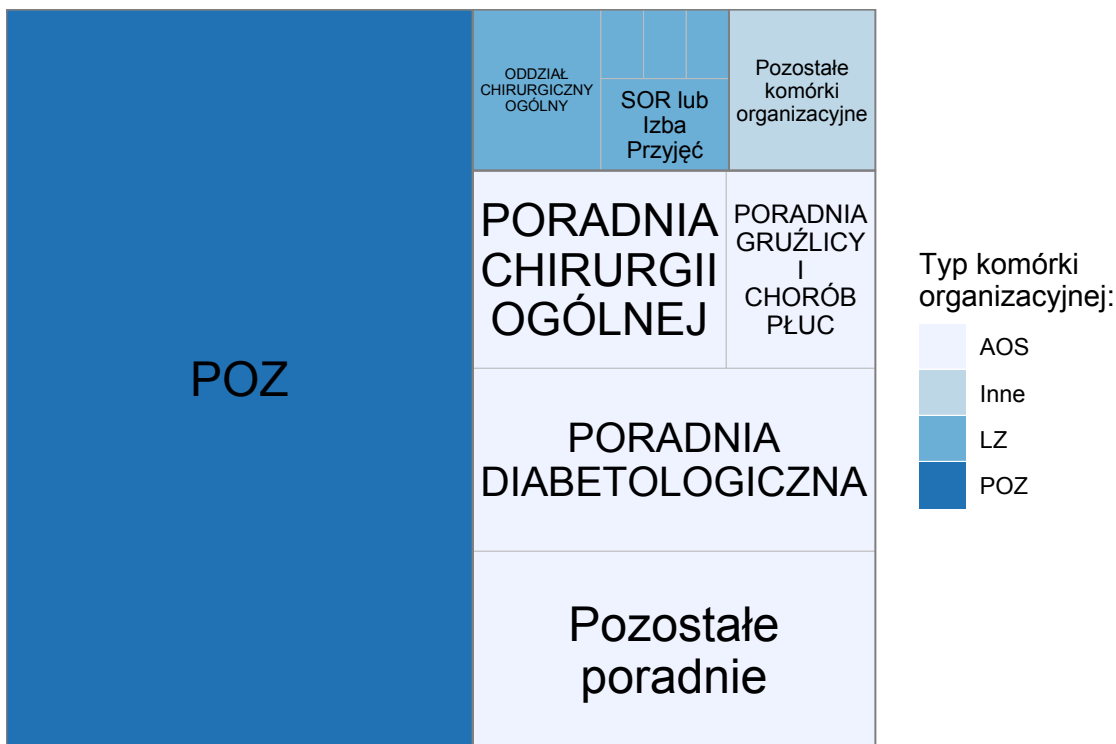 POZ
ODDZIAŁ
CHIRURGICZNY
OGÓLNY
SOR lub
Izba
Przyjęć
Pozostałe
komórki
organizacyjne
PORADNIA
CHIRURGII
OGÓLNEJ
PORADNIA
GRUŹLICY
I
CHORÓB
PŁUC
PORADNIA
DIABETOLOGICZNA
Pozostałe
poradnie
Typ komórki
organizacyjnej:
AOS
Inne
LZ
POZ